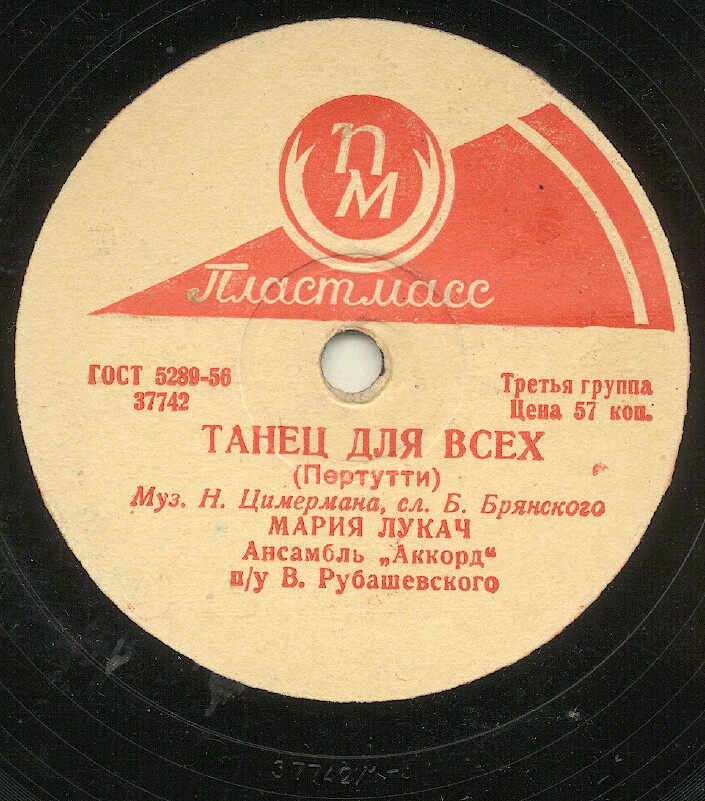 П
М
Пластмасс
ГОСТ 5289-56
37742
Третья группа
Цена 57 коп.
ТАНЕЦ ДЛЯ ВСЕХ
(Пертутти)
Муз. Н. Цимермана, сл. Б. Брянского
МАРИЯ ЛУКАЧ
Ансамбль „Аккорд“
п/у В. Рубашевского